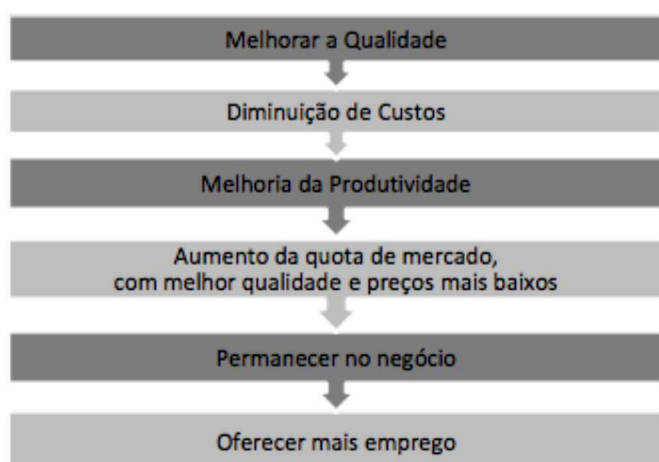 Melhorar a Qualidade
Diminuição de Custos
Melhoria da Produtividade
Aumento da quota de mercado,
com melhor qualidade e preços mais baixos
Permanecer no negócio
Oferecer mais emprego